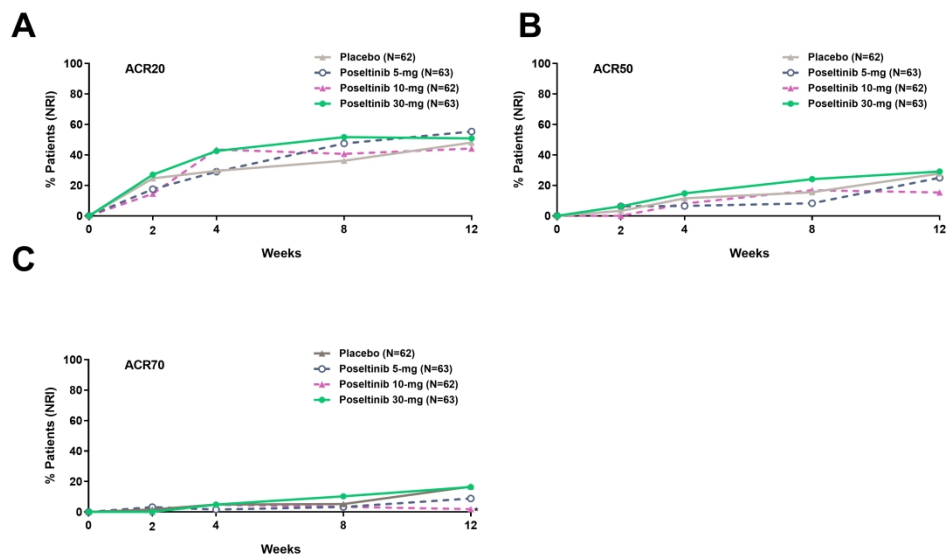 A
% Patients (NRI)
100
80
60
40
20
0
ACR20
Placebo (N=62)
Poseltinib 5-mg (N=63)
Poseltinib 10-mg (N=62)
Poseltinib 30-mg (N=63)
0 2 4 8 12
Weeks
B
% Patients (NRI)
100
80
60
40
20
0
ACR50
Placebo (N=62)
Poseltinib 5-mg (N=63)
Poseltinib 10-mg (N=62)
Poseltinib 30-mg (N=63)
0 2 4 8 12
Weeks
C
% Patients (NRI)
100
80
60
40
20
0
ACR70
Placebo (N=62)
Poseltinib 5-mg (N=63)
Poseltinib 10-mg (N=62)
Poseltinib 30-mg (N=63)
*
0 2 4 8 12
Weeks